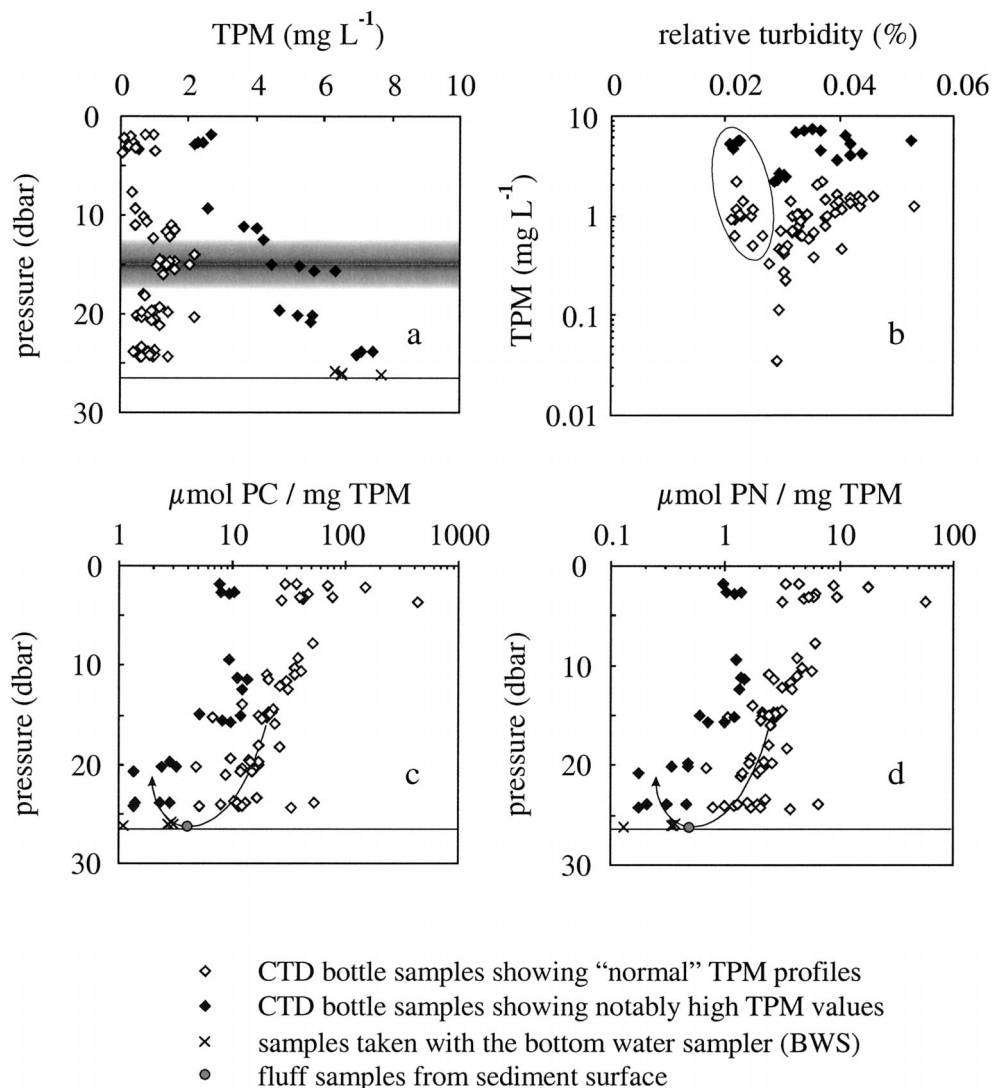 TPM (mg L-1)
relative turbidity (%)
0 2 4 6 8 10
0 0.02 0.04 0.06
0
10
20
30
pressure (dbar)
a
10
1
0.1
0.01
TPM (mg L-1)
b
μmol PC / mg TPM
μmol PN / mg TPM
1 10 100 1000
0.1 1 10 100
0
10
20
30
pressure (dbar)
c
0
10
20
30
pressure (dbar)
d
CTD bottle samples showing “normal” TPM profiles
CTD bottle samples showing notably high TPM values
samples taken with the bottom water sampler (BWS)
fluff samples from sediment surface